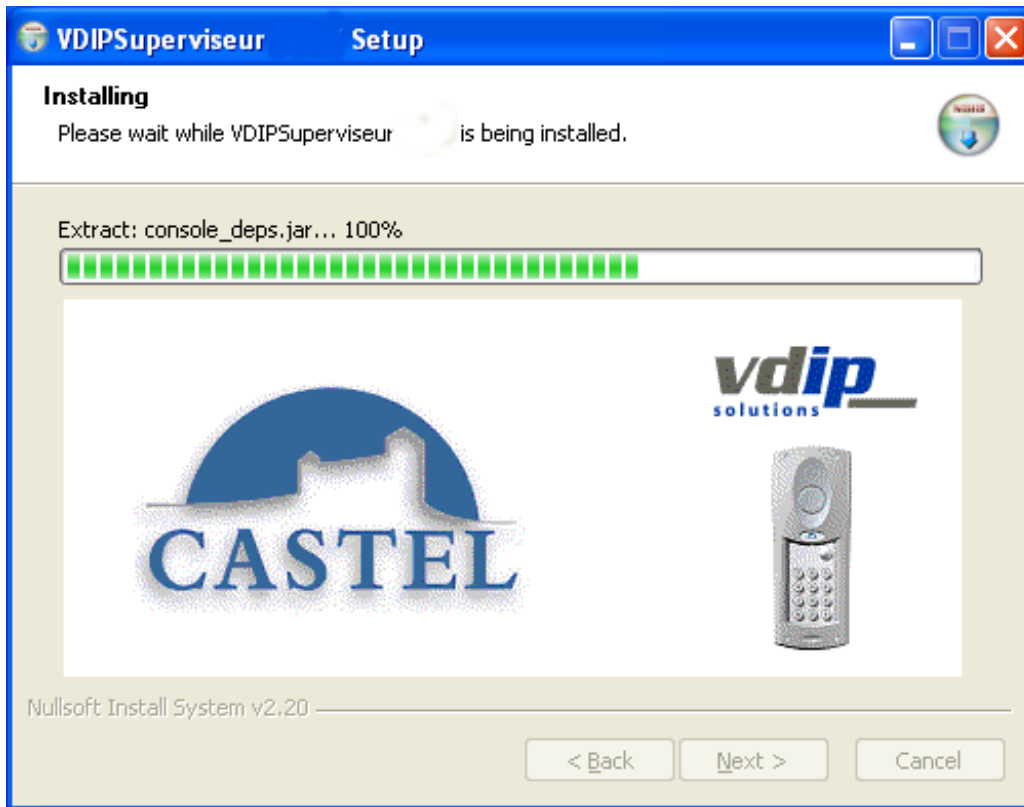 VDIPSuperviseur Setup
Installing
Please wait while VDIPSuperviseur is being installed.
Extract: console_deps.jar... 100%
vdip_
solutions
CASTEL
Nullsoft Install System v2.20
< Back
Next >
Cancel